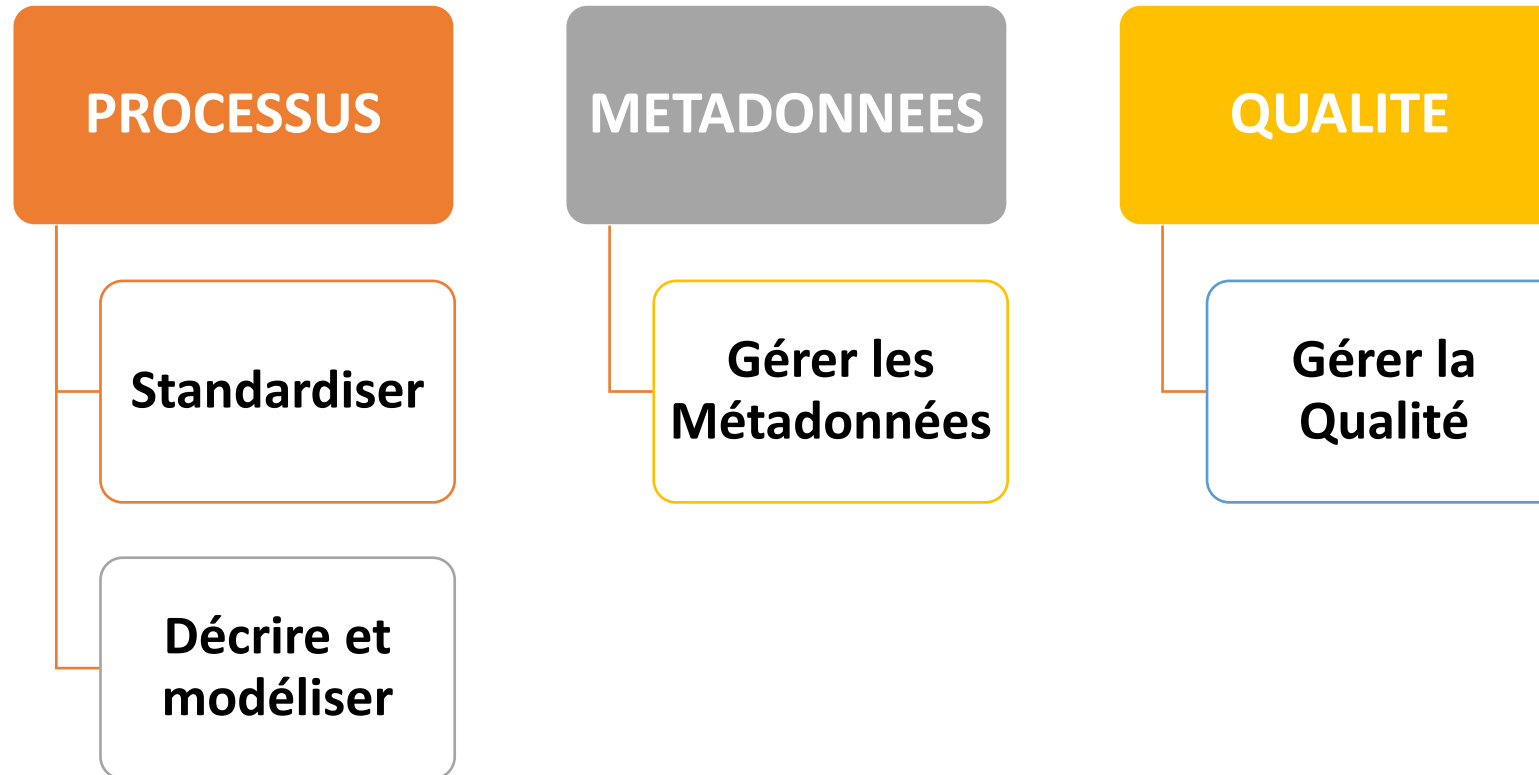 PROCESSUS
METADONNEES
QUALITE
Standardiser
Gérer les
Métadonnées
Gérer la
Qualité
Décrire et
modéliser